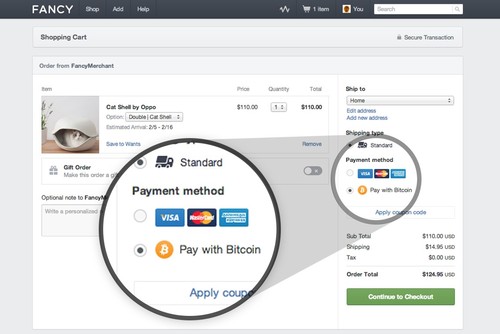 FANCY Shop Add Help 1 item You Search
Shopping Cart Secure Transaction
Order from FancyMerchant
Item Price Quantity Total
Cat Shell by Oppo $110.00 1 $110.00
Option: Double | Cat Shell
Estimated Arrival: 2/5 - 2/16
Save to Wants Remove
Gift Order
Make this order a
Optional note to FancyM
Write a personalized
Standard
Payment method
VISA MasterCard AMERICAN EXPRESS
Pay with Bitcoin
Apply coupo
Ship to
Home
Edit address
Add new address
Shipping type
Standard
Payment method
VISA MasterCard
Pay with Bitcoin
Apply coupon code
Sub Total $110.00 USD
Shipping $14.95 USD
Tax $0.00 USD
Order Total $124.95 USD
Continue to Checkout